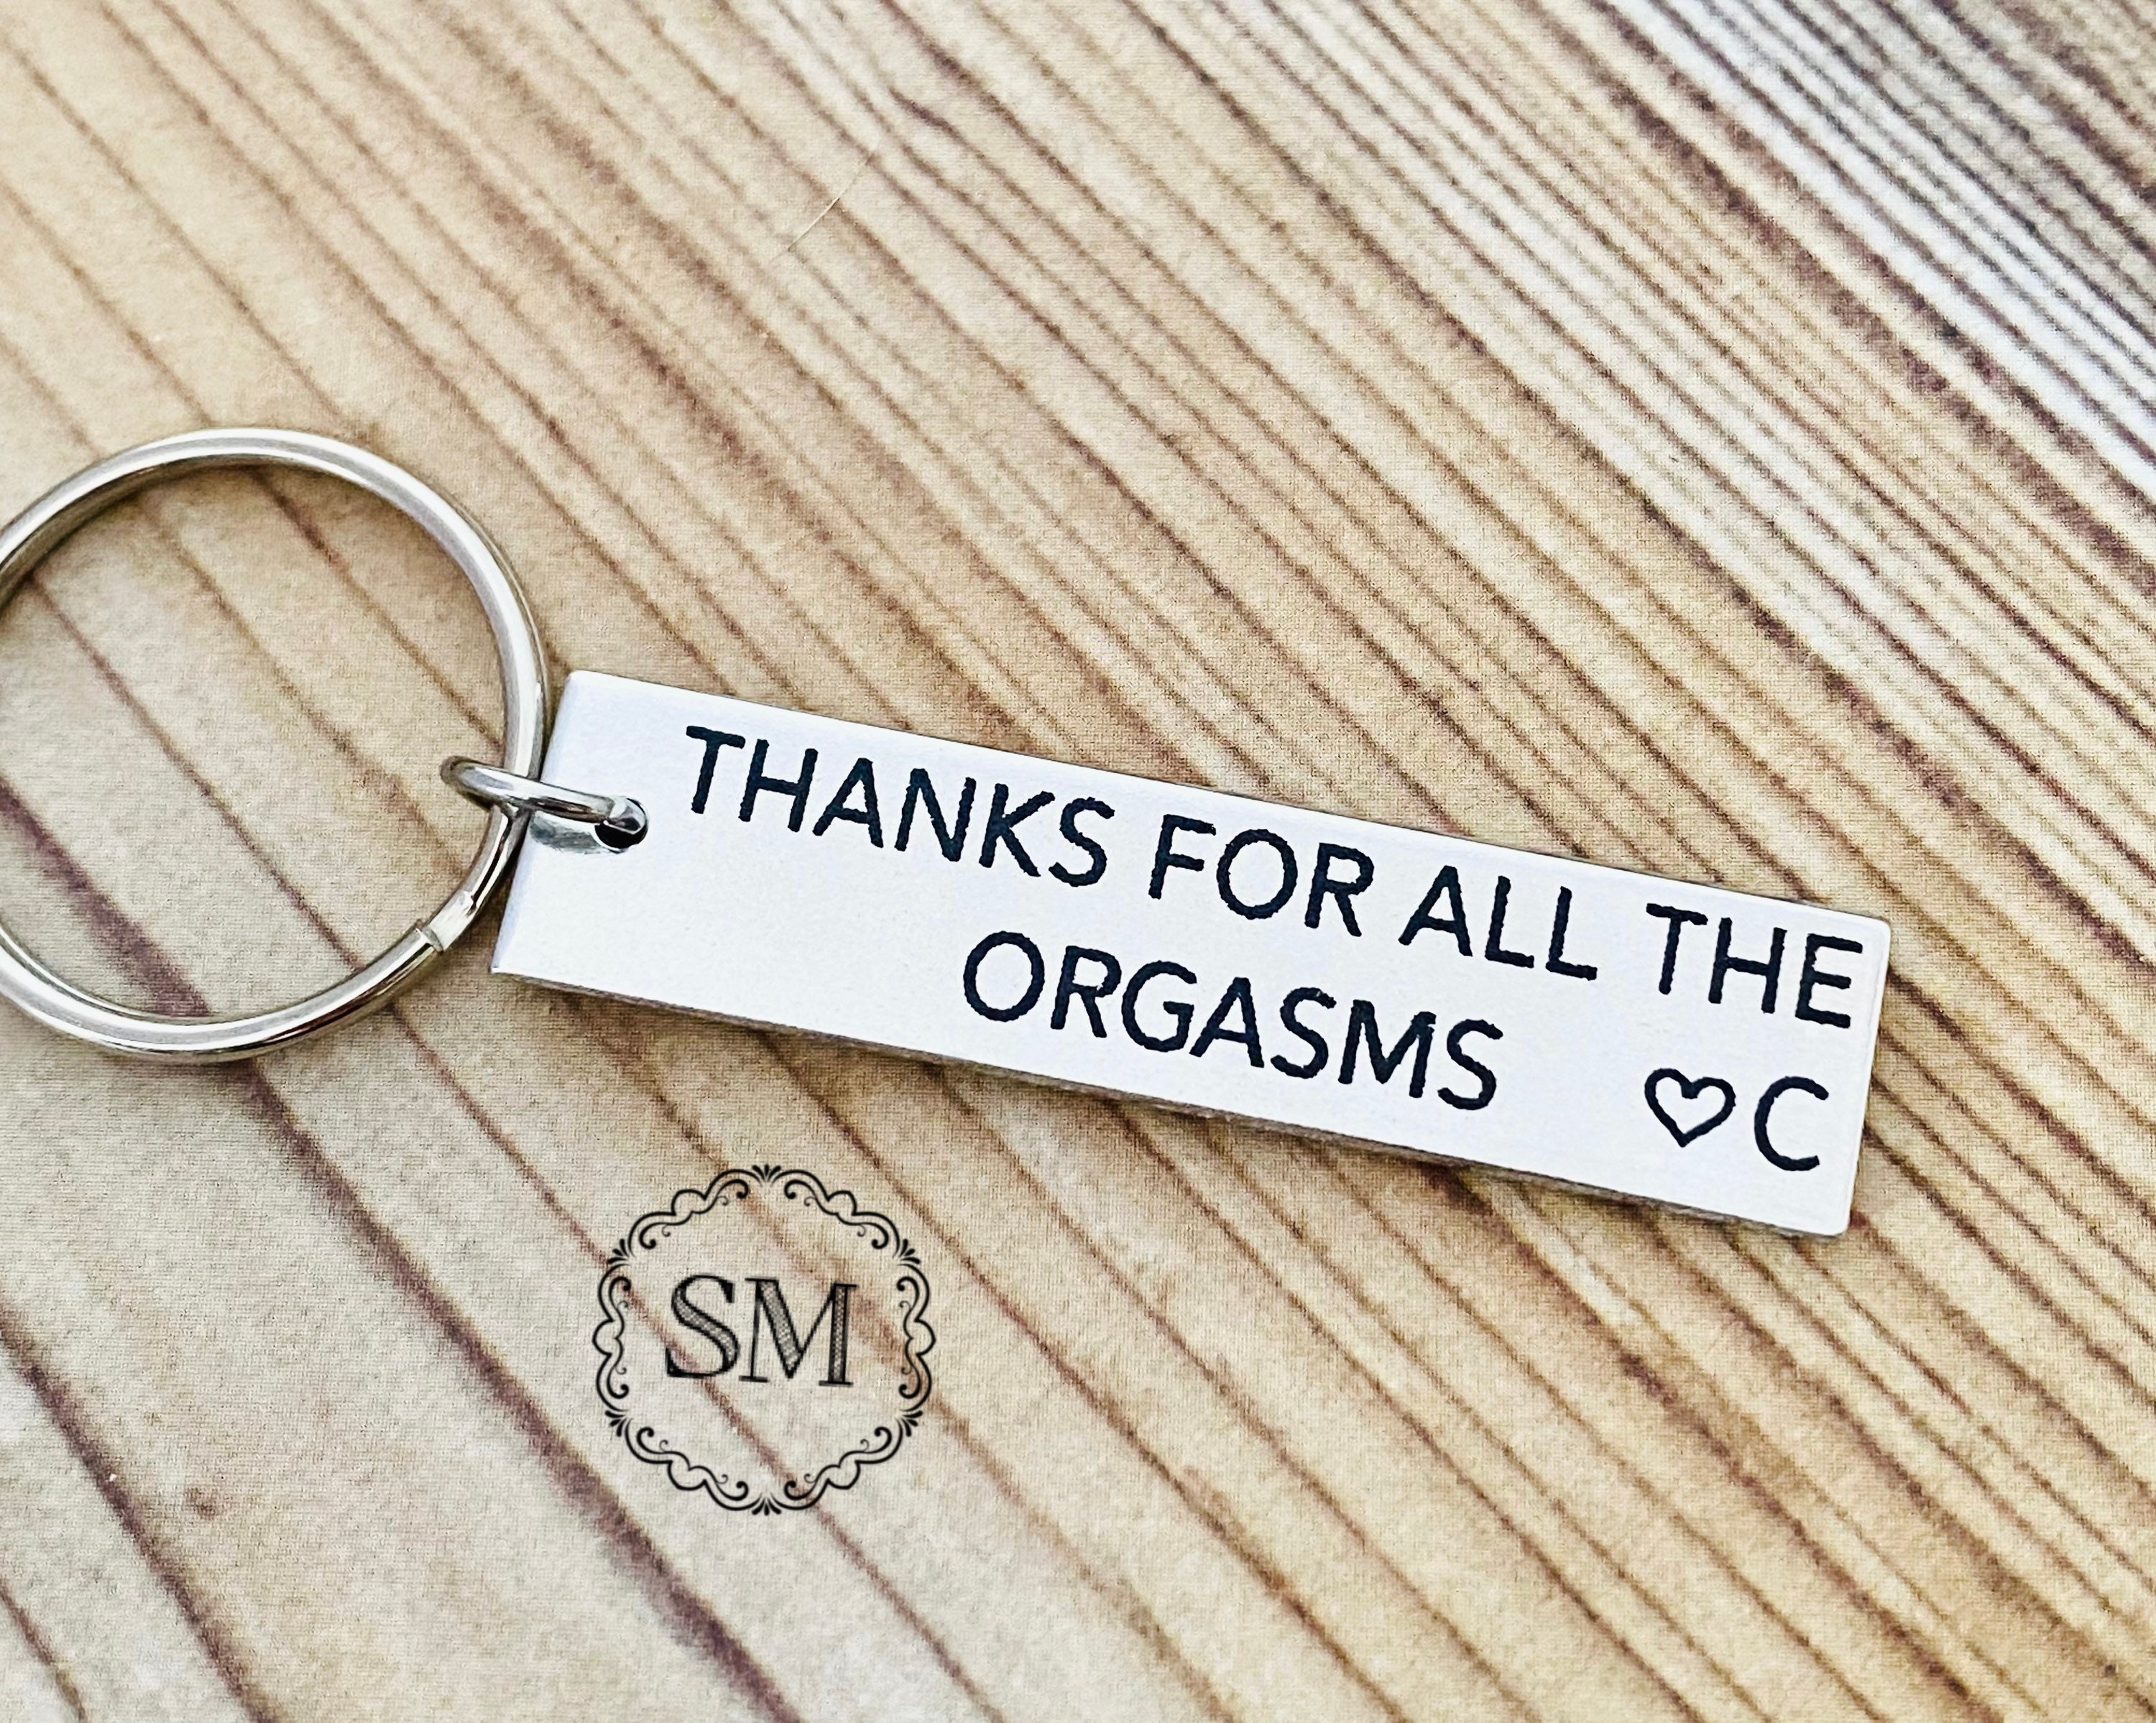 THANKS FOR ALL THE
ORGASMS ♡C
SM